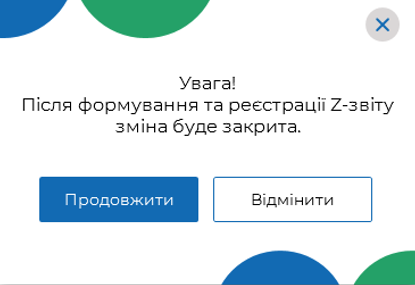 Увага!
Після формування та реєстрації Z-звіту
зміна буде закрита.
Продовжити
Відмінити